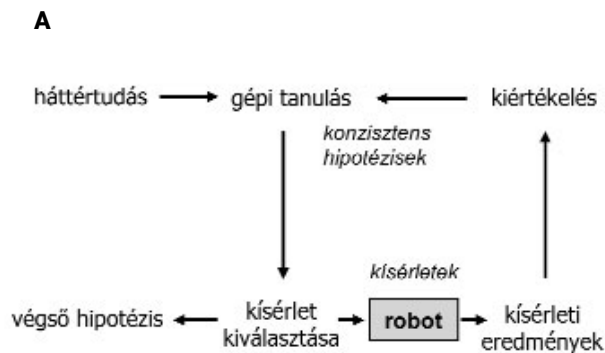 A
háttértudás
gépi tanulás
kiértékelés
konzisztens
hipotézisek
kísérletek
végső hipotézis
kísérlet
kiválasztása
robot
kísérleti
eredmények